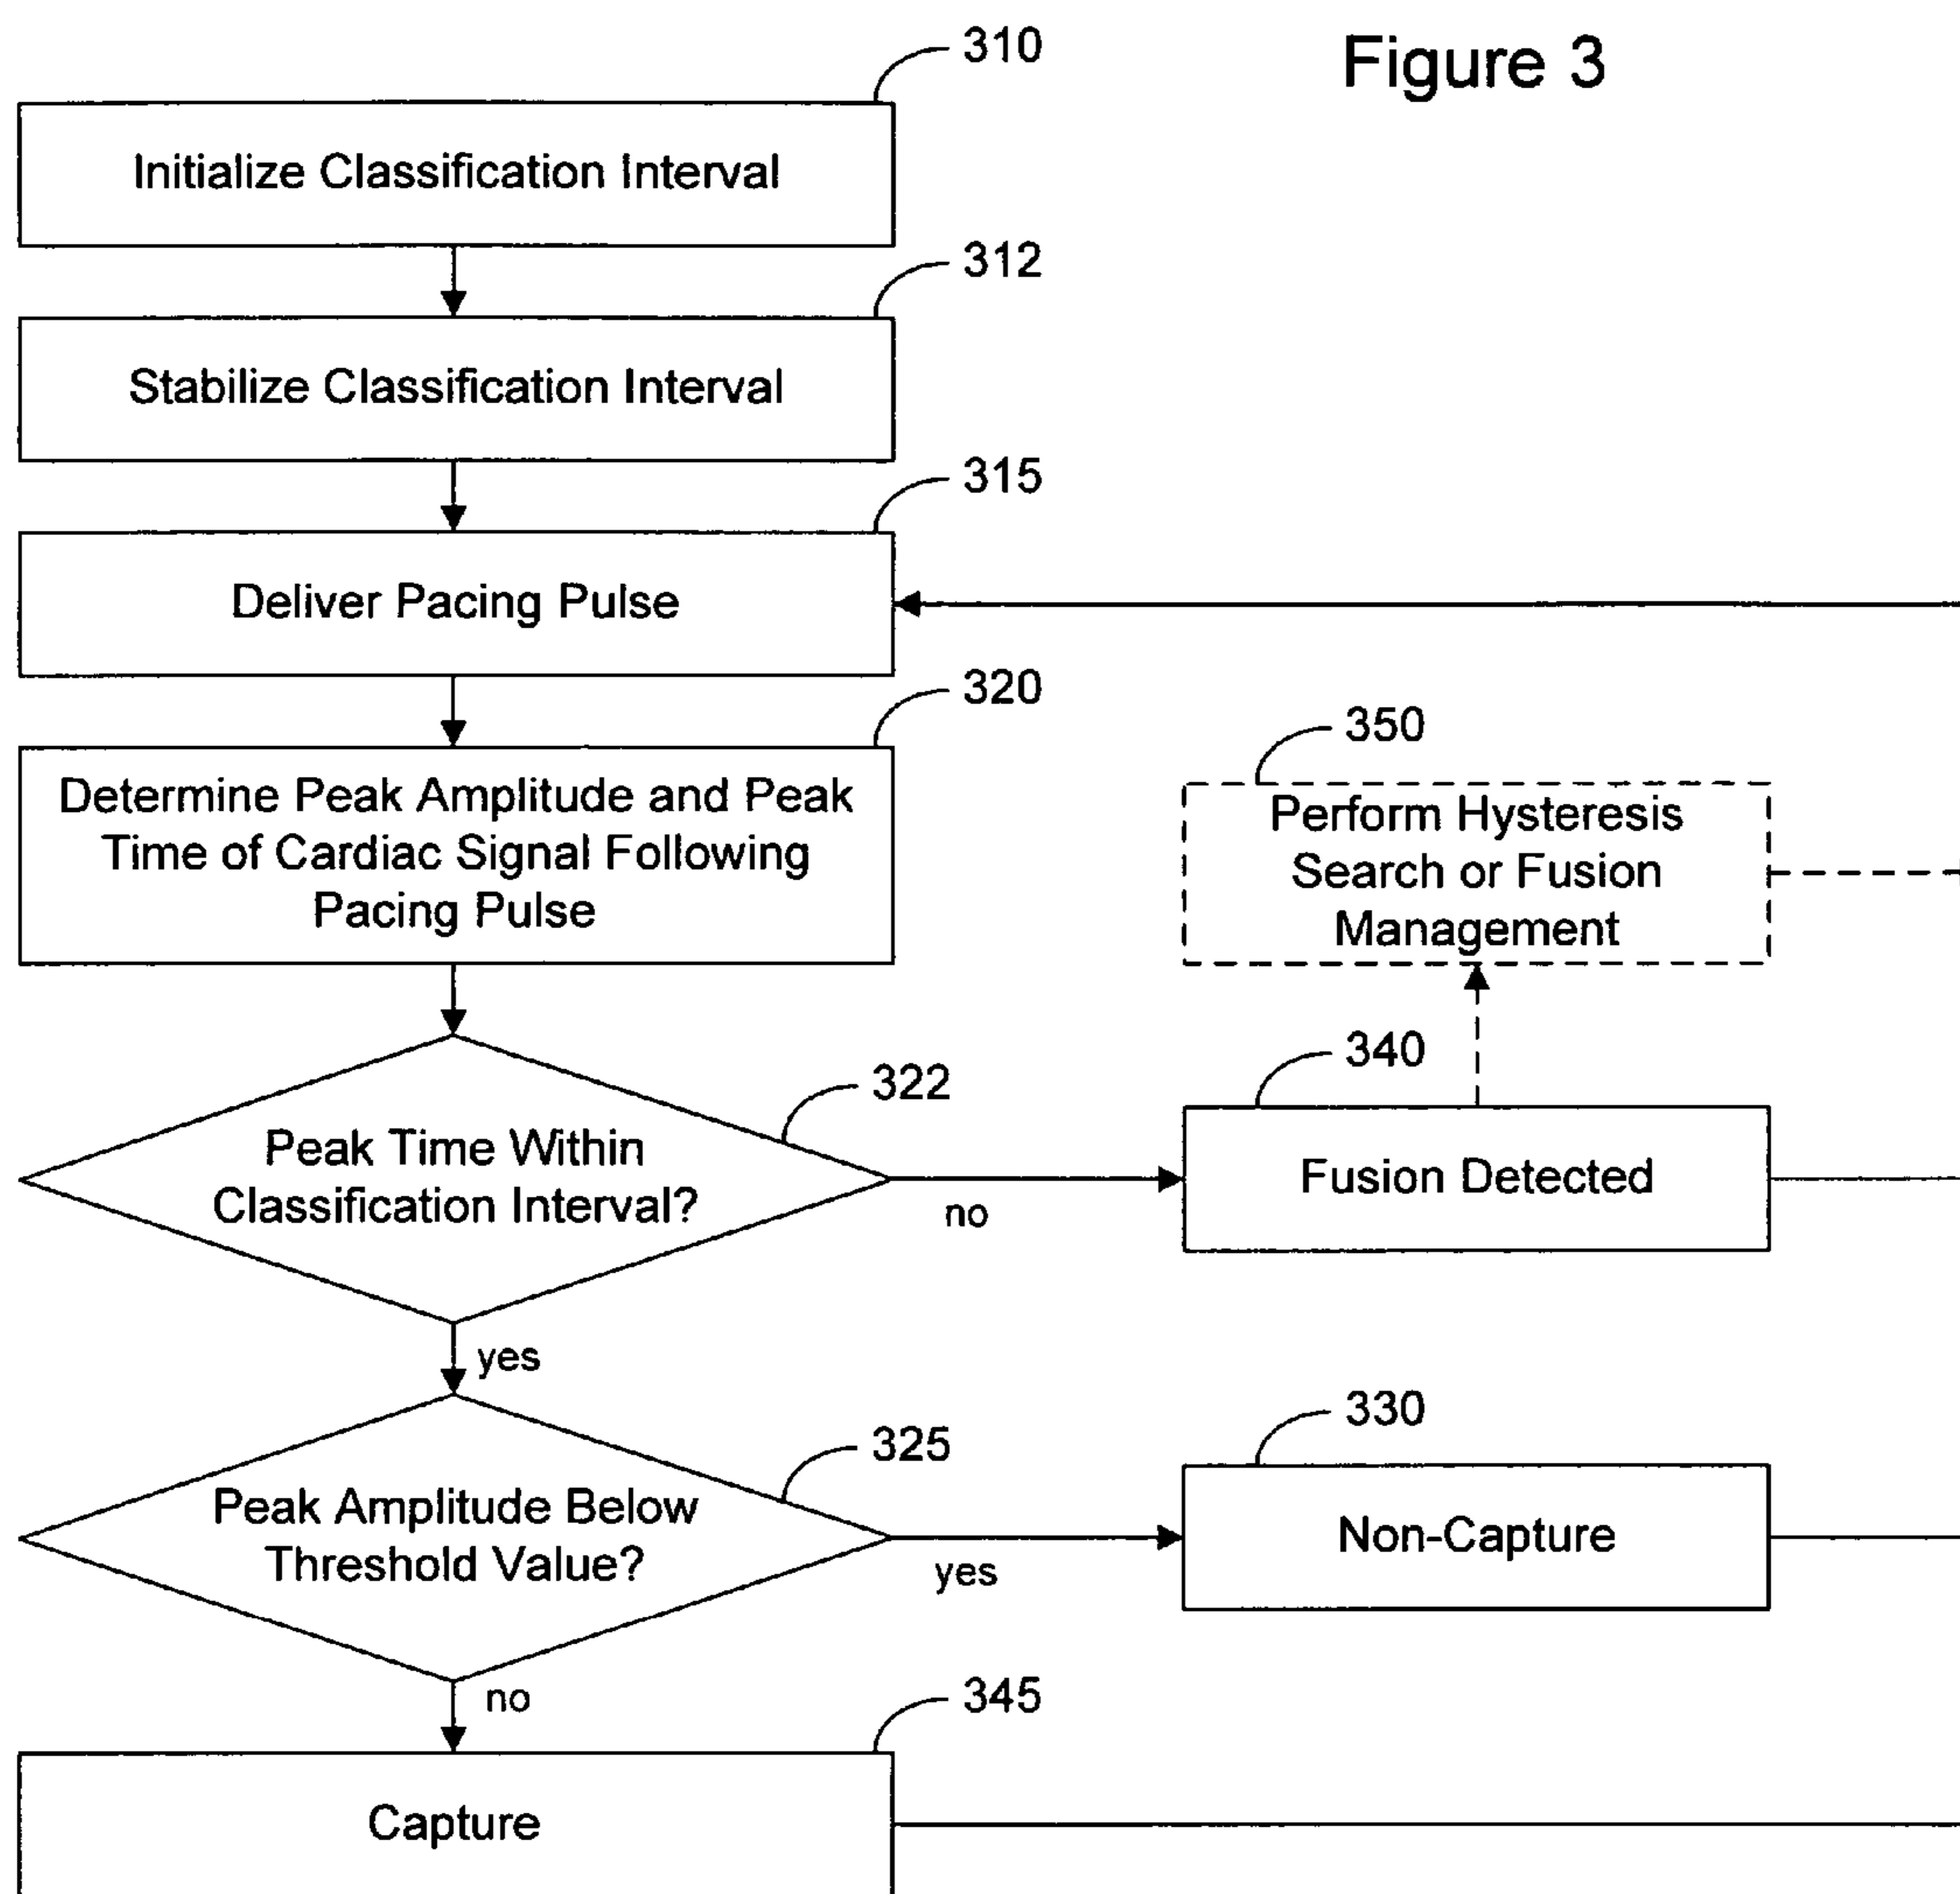 Figure 3
310
Initialize Classification Interval
312
Stabilize Classification Interval
315
Deliver Pacing Pulse
320
Determine Peak Amplitude and Peak
Time of Cardiac Signal Following
Pacing Pulse
350
Perform Hysteresis
Search or Fusion
Management
322
Peak Time Within
Classification Interval?
no
340
Fusion Detected
yes
325
Peak Amplitude Below
Threshold Value?
yes
330
Non-Capture
no
345
Capture